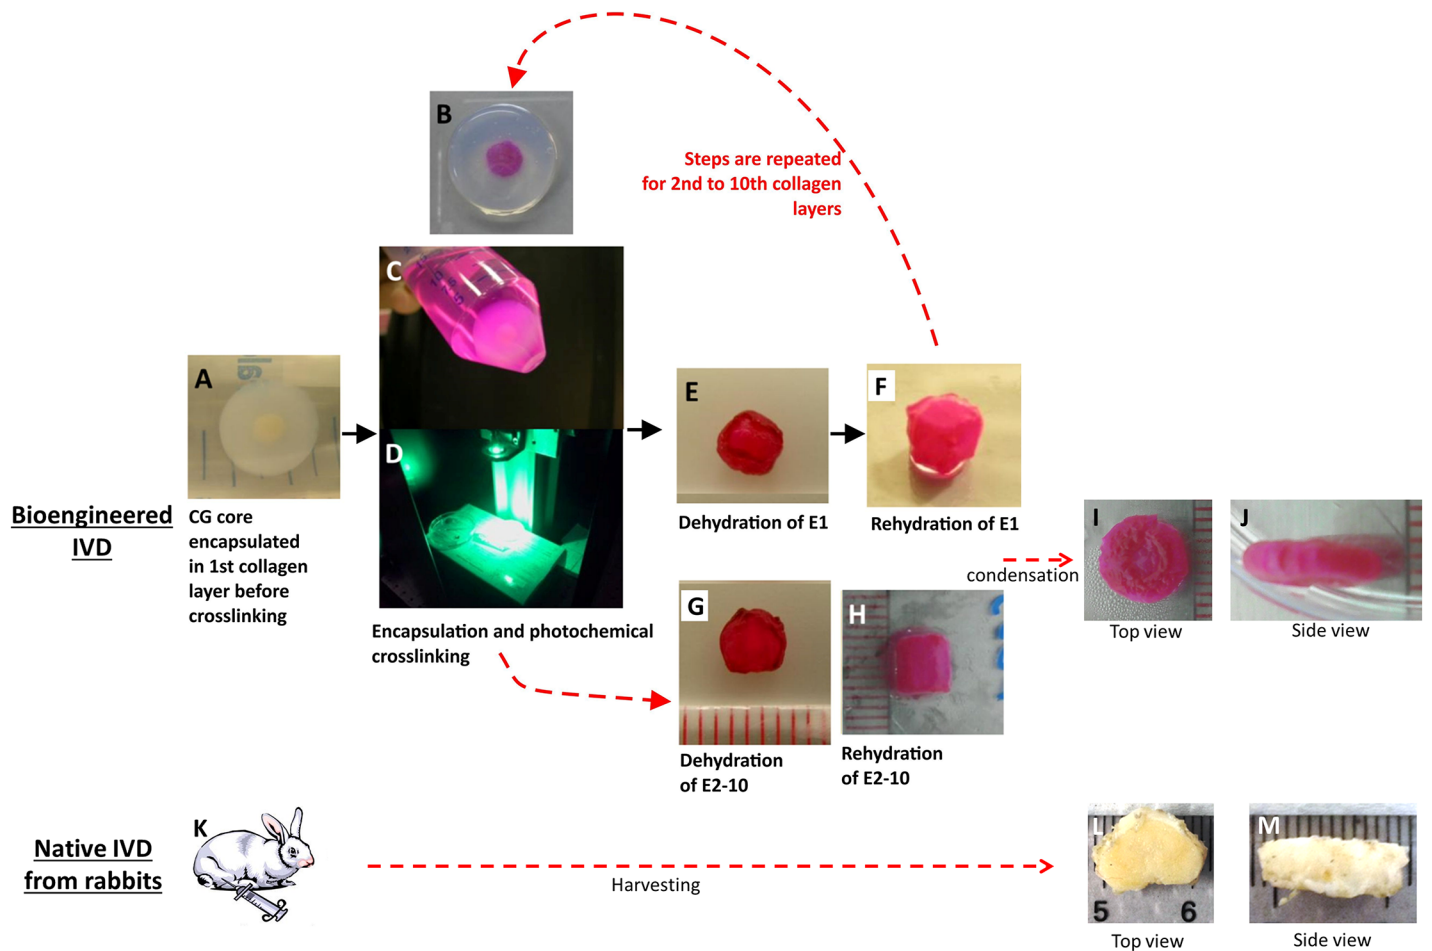 B
Steps are repeated
for 2nd to 10th collagen
layers
C
A
D
E
F
Bioengineered
IVD
CG core
encapsulated
in 1st collagen
layer before
crosslinking
Dehydration of E1
Rehydration of E1
I
J
condensation
Encapsulation and photochemical
crosslinking
G
H
Top view
Side view
Dehydration
of E2-10
Rehydration
of E2-10
Native IVD
from rabbits
K
Harvesting
L
M
5 6
Top view
Side view